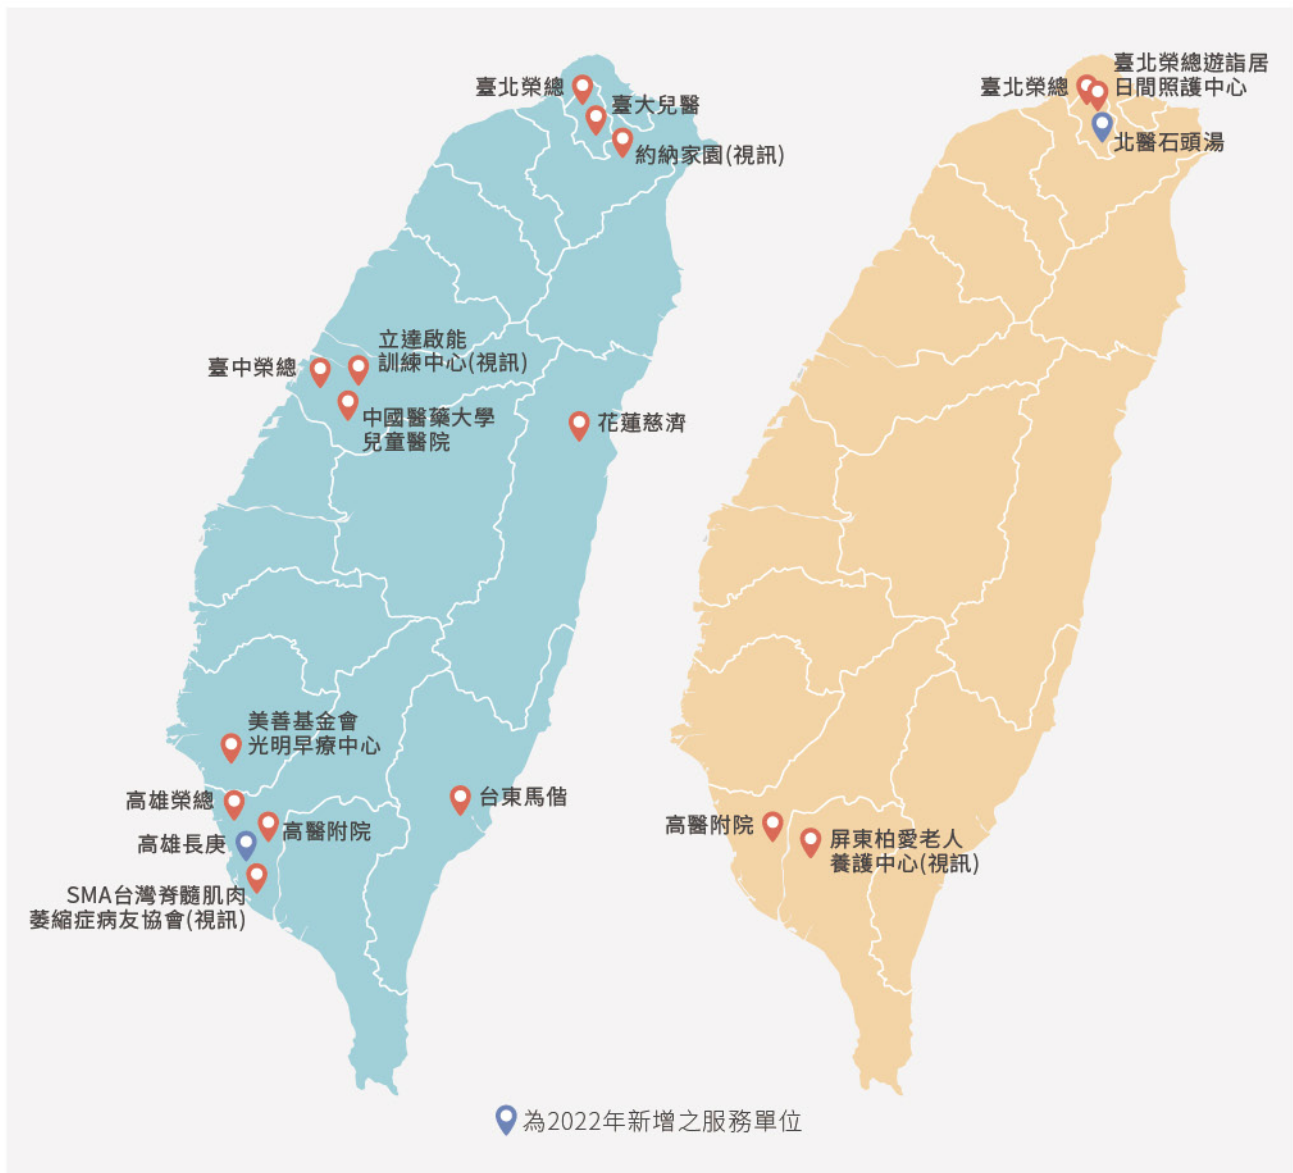 臺北榮總
臺大兒醫
約納家園(視訊)
立達啟能
訓練中心(視訊)
臺中榮總
中國醫藥大學
兒童醫院
花蓮慈濟
美善基金會
光明早療中心
高雄榮總
台東馬偕
高醫附院
高雄長庚
SMA台灣脊髓肌肉
萎縮症病友協會(視訊)
臺北榮總遊詣居
日間照護中心
臺北榮總
北醫石頭湯
高醫附院
屏東柏愛老人
養護中心(視訊)
為2022年新增之服務單位